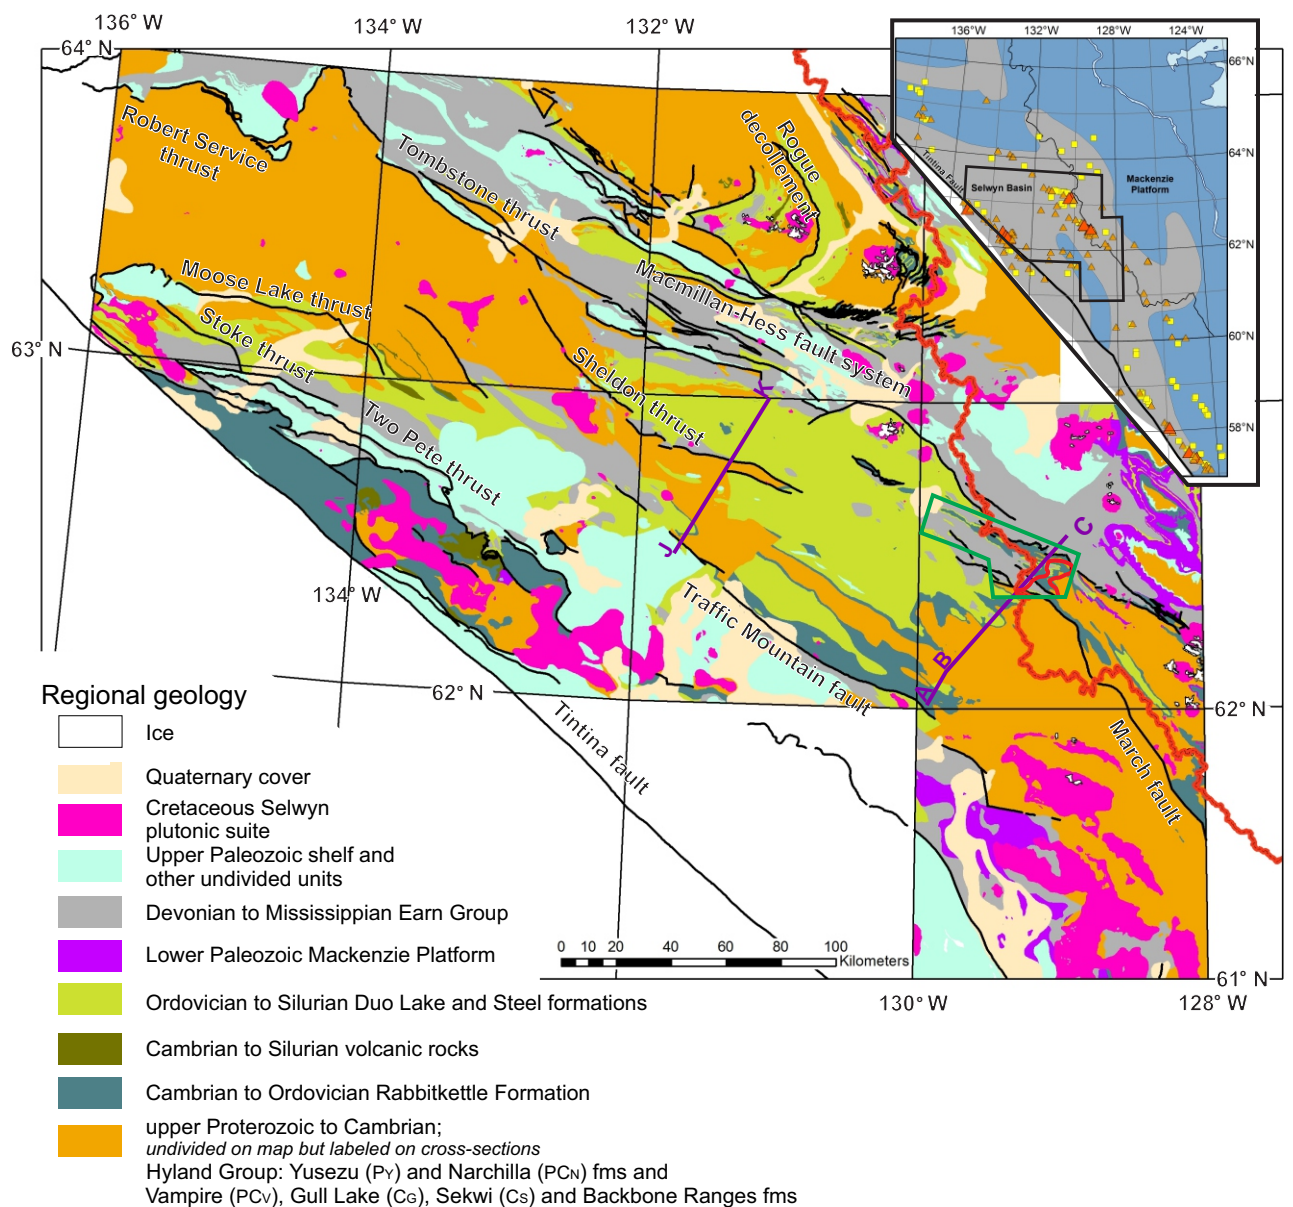 136° W
134° W
132° W
64° N
63° N
134° W
62° N
62° N
61° N
130° W
128° W
Robert Service
thrust
Tombstone thrust
Rogue
decollement
Moose Lake thrust
Stoke thrust
Macmillan-Hess fault system
Sheldon thrust
Two Pete thrust
Traffic Mountain fault
Tintina fault
March fault
K
J
C
B
A
136°W
132°W
128°W
124°W
66°N
64°N
62°N
60°N
58°N
Tintina Fault
Selwyn Basin
Mackenzie
Platform
0 10 20 40 60 80 100
Kilometers
Regional geology
Ice
Quaternary cover
Cretaceous Selwyn
plutonic suite
Upper Paleozoic shelf and
other undivided units
Devonian to Mississippian Earn Group
Lower Paleozoic Mackenzie Platform
Ordovician to Silurian Duo Lake and Steel formations
Cambrian to Silurian volcanic rocks
Cambrian to Ordovician Rabbitkettle Formation
upper Proterozoic to Cambrian;
undivided on map but labeled on cross-sections
Hyland Group: Yusezu (PY) and Narchilla (PCN) fms and
Vampire (PCV), Gull Lake (CG), Sekwi (CS) and Backbone Ranges fms